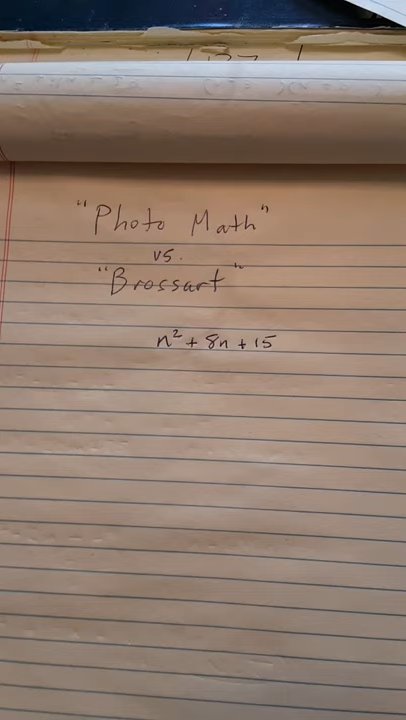 "Photo Math"
vs.
"Brossart"
n² + 8n + 15